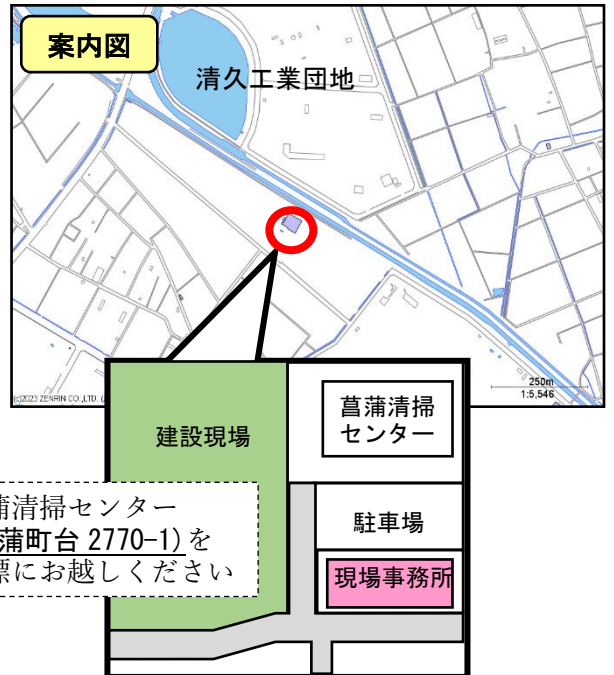 案内図
清久工業団地
250m
1:5,546
(c)2023 ZENRIN CO.,LTD. (
菖蒲清掃
センター
建設現場
駐車場
現場事務所
蒲清掃センター
蒲町台 2770-1)を
標にお越しください